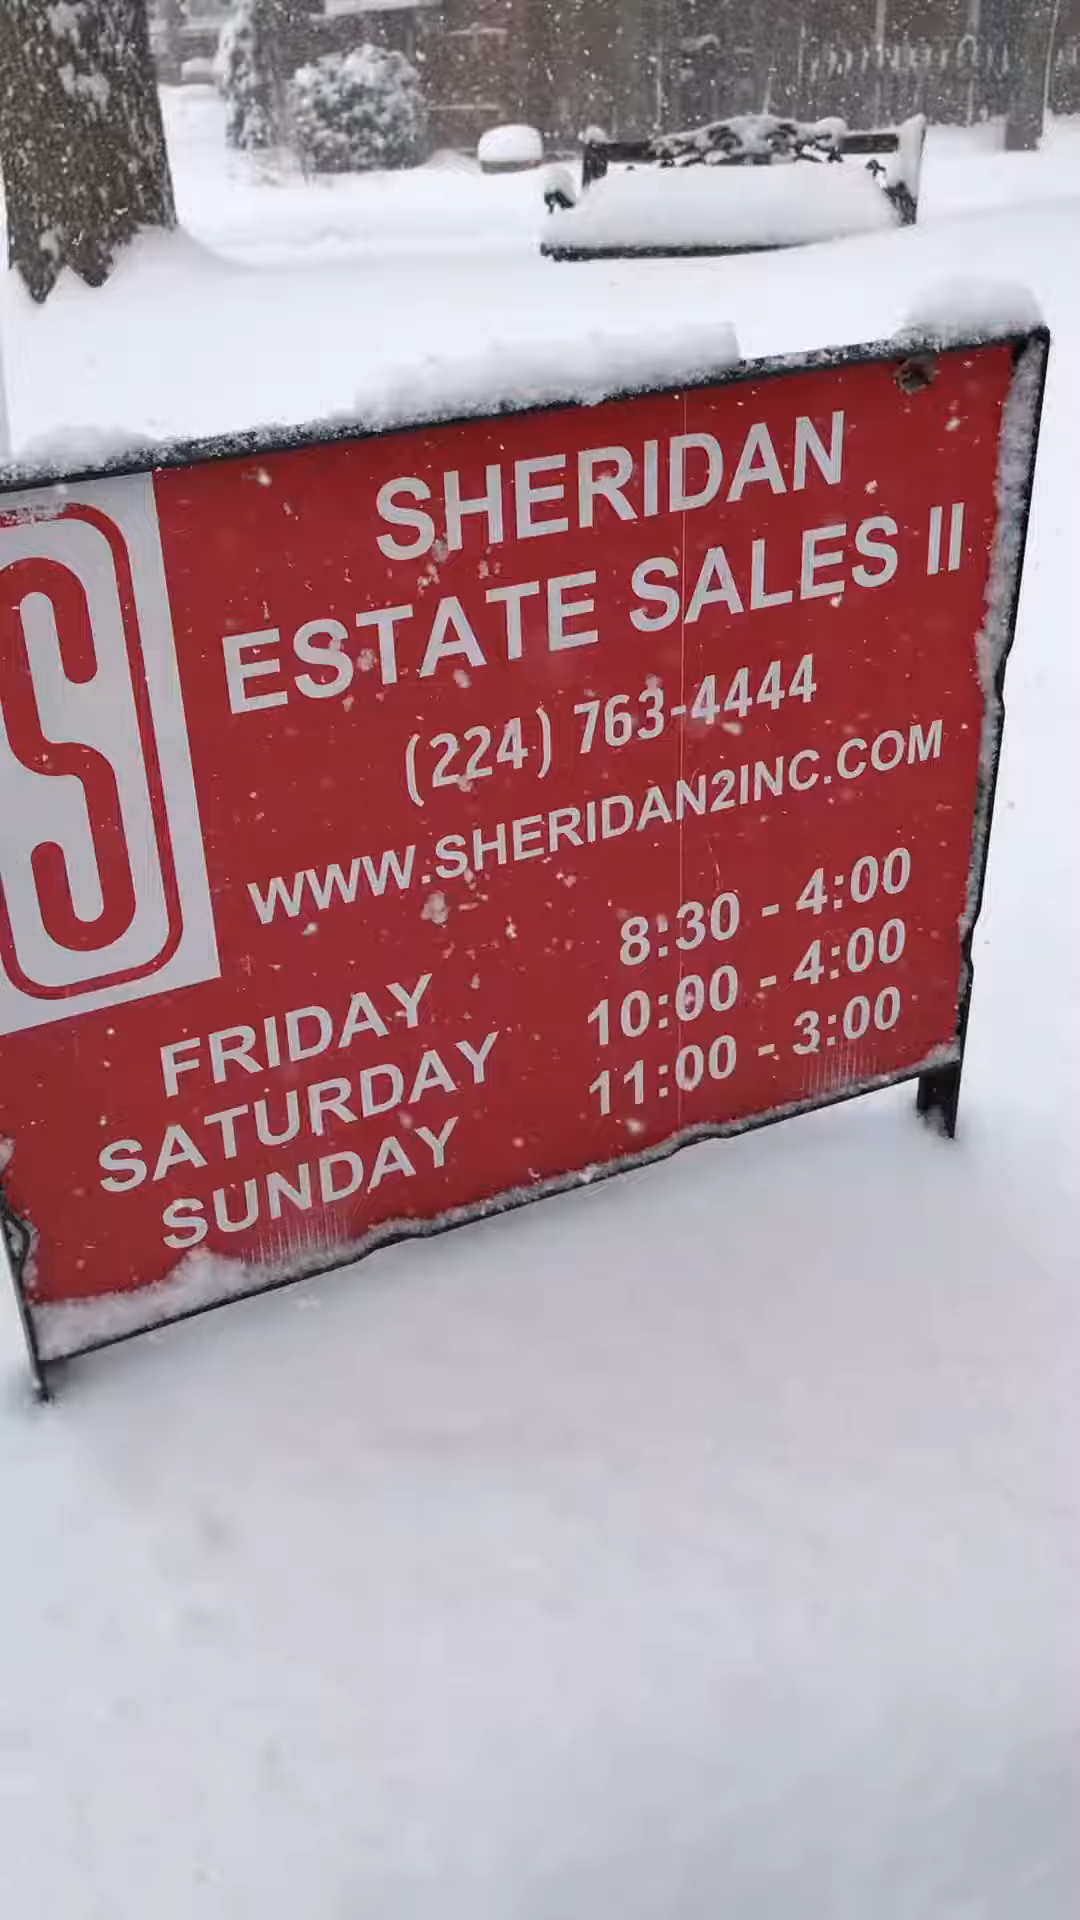 S
SHERIDAN
ESTATE SALES II
(224) 763-4444
WWW.SHERIDAN2INC.COM
FRIDAY 8:30 - 4:00
SATURDAY 10:00 - 4:00
SUNDAY 11:00 - 3:00